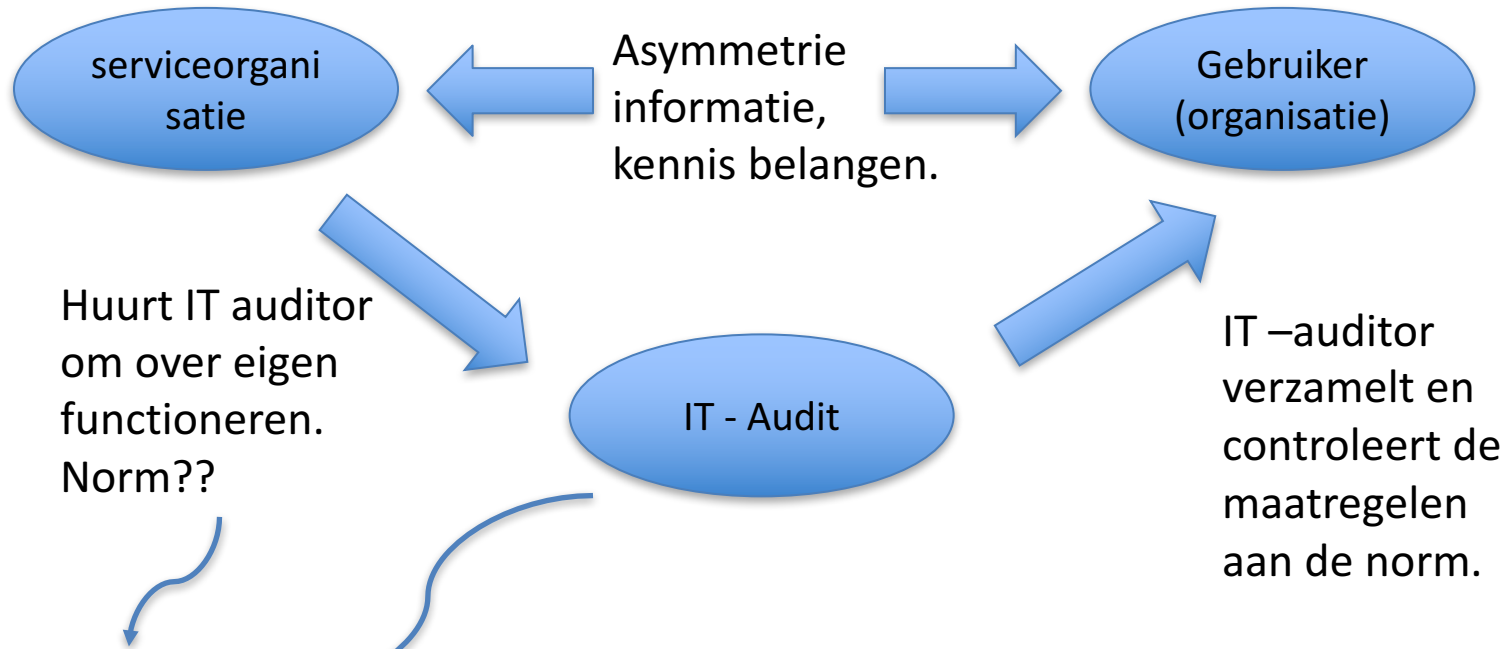 serviceorgani
satie
Asymmetrie
informatie,
kennis belangen.
Gebruiker
(organisatie)
Huurt IT auditor
om over eigen
functioneren.
Norm??
IT - Audit
IT –auditor
verzamelt en
controleert de
maatregelen
aan de norm.